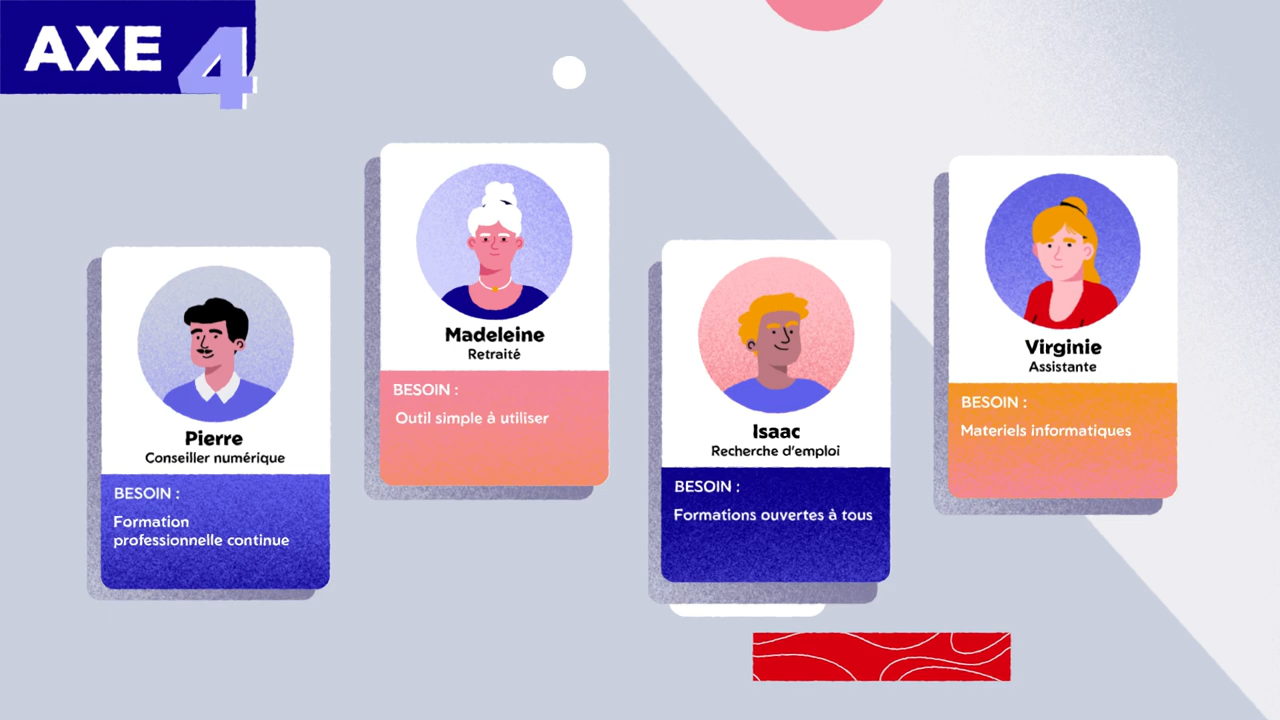 AXE 4
Pierre
Conseiller numérique
BESOIN :
Formation
professionnelle continue
Madeleine
Retraité
BESOIN :
Outil simple à utiliser
Isaac
Recherche d'emploi
BESOIN :
Formations ouvertes à tous
Virginie
Assistante
BESOIN :
Materiels informatiques